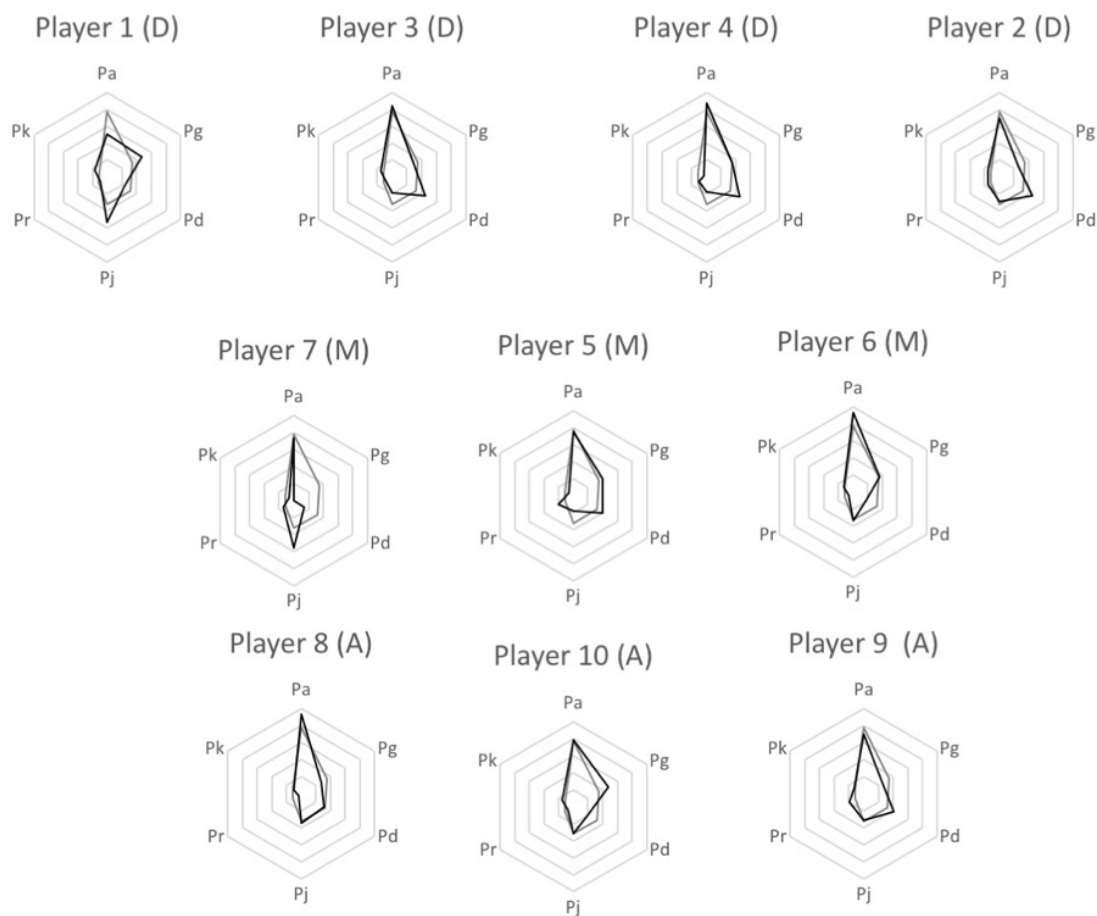 Player 1 (D)
Pa
Pk
Pg
Pr
Pd
Pj
Player 3 (D)
Pa
Pk
Pg
Pr
Pd
Pj
Player 4 (D)
Pa
Pk
Pg
Pr
Pd
Pj
Player 2 (D)
Pa
Pk
Pg
Pr
Pd
Pj
Player 7 (M)
Pa
Pk
Pg
Pr
Pd
Pj
Player 5 (M)
Pa
Pk
Pg
Pr
Pd
Pj
Player 6 (M)
Pa
Pk
Pg
Pr
Pd
Pj
Player 8 (A)
Pa
Pk
Pg
Pr
Pd
Pj
Player 10 (A)
Pa
Pk
Pg
Pr
Pd
Pj
Player 9 (A)
Pa
Pk
Pg
Pr
Pd
Pj